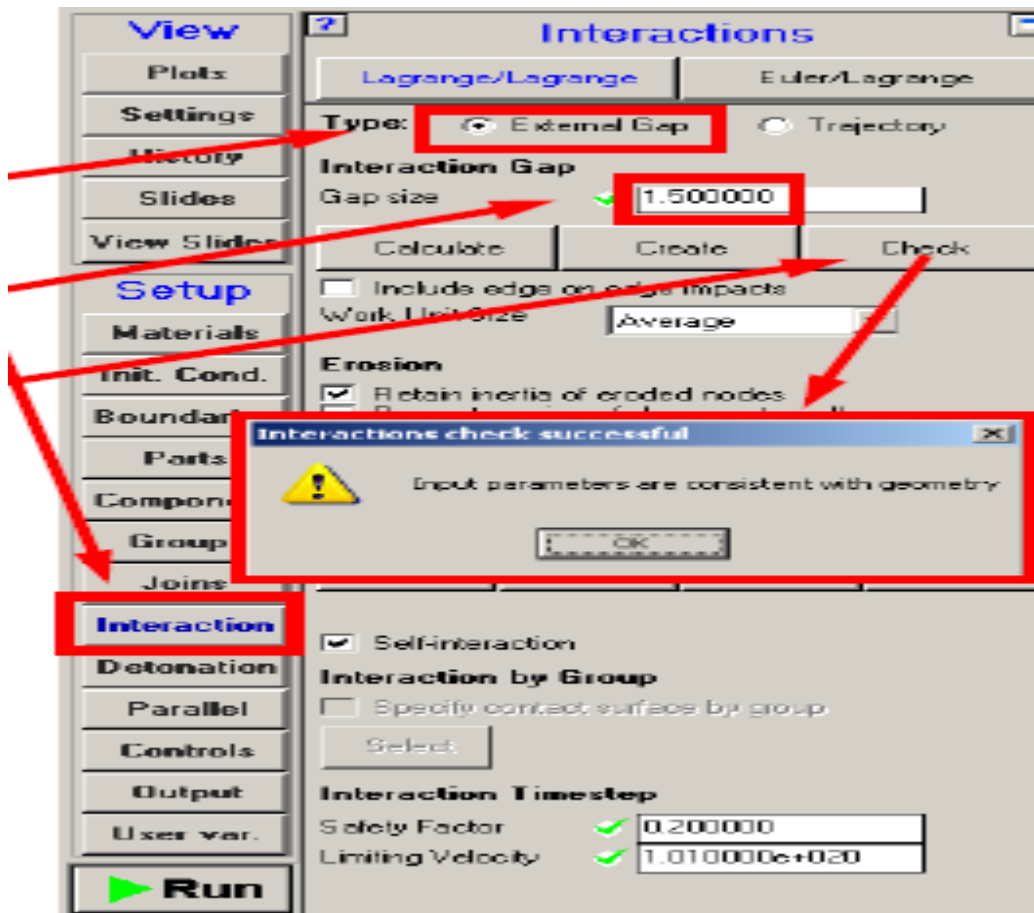 View
Plots
Settings
History
Slides
View Slides
Setup
Materials
Init. Cond.
Boundar
Parts
Compon
Group
Joins
Interaction
Detonation
Parallel
Controls
Output
User var.
Run
?
Interactions
Lagrange/Lagrange Euler/Lagrange
Type: External Gap Trajectory
Interaction Gap
Gap size 1.500000
Calculate Create Check
Include edge on edge impacts
Work Unit Size Average
Erosion
Retain inertia of eroded nodes
Interactions check successful
Input parameters are consistent with geometry
OK
Self-interaction
Interaction by Group
Specify contact surface by group
Select
Interaction Timestep
Safety Factor 0.200000
Limiting Velocity 1.010000e+020